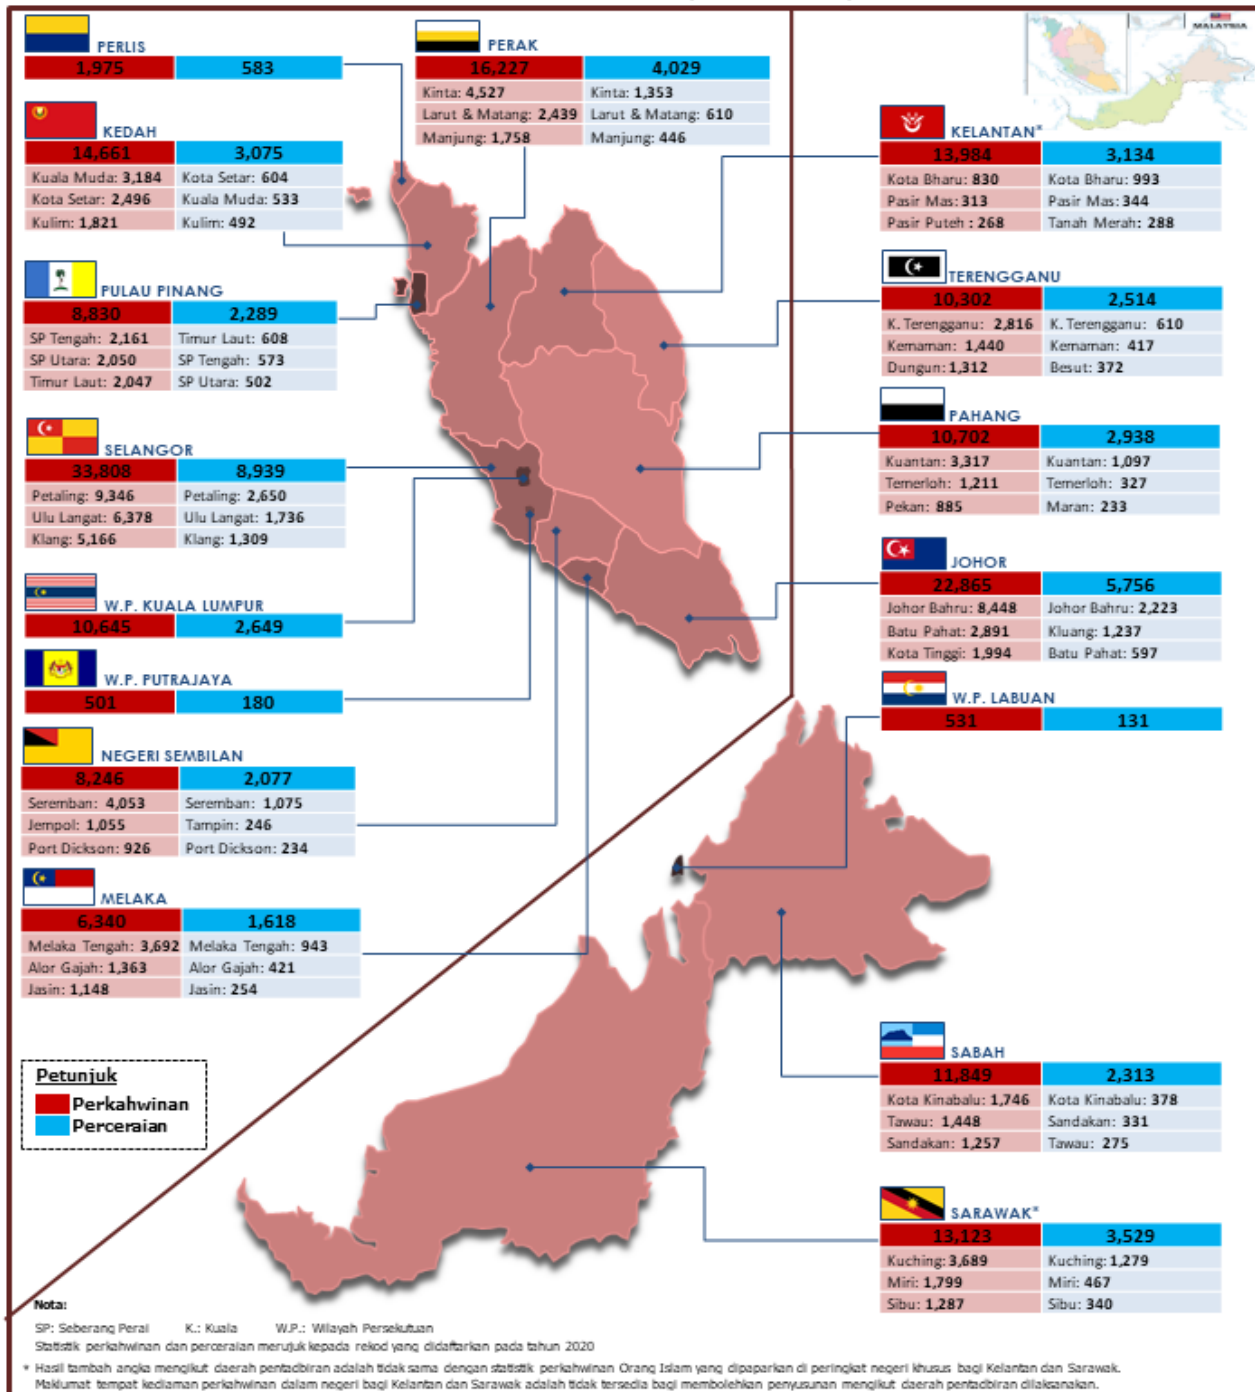 PERLIS
1,975 583
KEDAH
14,661 3,075
Kuala Muda: 3,184 Kota Setar: 604
Kota Setar: 2,496 Kuala Muda: 533
Kulim: 1,821 Kulim: 492
PULAU PINANG
8,830 2,289
SP Tengah: 2,161 Timur Laut: 608
SP Utara: 2,050 SP Tengah: 573
Timur Laut: 2,047 SP Utara: 502
SELANGOR
33,808 8,939
Petaling: 9,346 Petaling: 2,650
Ulu Langat: 6,378 Ulu Langat: 1,736
Klang: 5,166 Klang: 1,309
W.P. KUALA LUMPUR
10,645 2,649
W.P. PUTRAJAYA
501 180
NEGERI SEMBILAN
8,246 2,077
Seremban: 4,053 Seremban: 1,075
Jempol: 1,055 Tampin: 246
Port Dickson: 926 Port Dickson: 234
MELAKA
6,340 1,618
Melaka Tengah: 3,692 Melaka Tengah: 943
Alor Gajah: 1,363 Alor Gajah: 421
Jasin: 1,148 Jasin: 254
PERAK
16,227 4,029
Kinta: 4,527 Kinta: 1,353
Larut & Matang: 2,439 Larut & Matang: 610
Manjung: 1,758 Manjung: 446
MALAYSIA
KELANTAN*
13,984 3,134
Kota Bharu: 830 Kota Bharu: 993
Pasir Mas: 313 Pasir Mas: 344
Pasir Puteh : 268 Tanah Merah: 288
TERENGGANU
10,302 2,514
K. Terengganu: 2,816 K. Terengganu: 610
Kemaman: 1,440 Kemaman: 417
Dungun: 1,312 Besut: 372
PAHANG
10,702 2,938
Kuantan: 3,317 Kuantan: 1,097
Temerloh: 1,211 Temerloh: 327
Pekan: 885 Maran: 233
JOHOR
22,865 5,756
Johor Bahru: 8,448 Johor Bahru: 2,223
Batu Pahat: 2,891 Kluang: 1,237
Kota Tinggi: 1,994 Batu Pahat: 597
W.P. LABUAN
531 131
SABAH
11,849 2,313
Kota Kinabalu: 1,746 Kota Kinabalu: 378
Tawau: 1,448 Sandakan: 331
Sandakan: 1,257 Tawau: 275
SARAWAK*
13,123 3,529
Kuching: 3,689 Kuching: 1,279
Miri: 1,799 Miri: 467
Sibu: 1,287 Sibu: 340
Petunjuk
Perkahwinan
Perceraian
Nota:
SP: Seberang Perai K.: Kuala W.P.: Wilayah Persekutuan
Statistik perkahwinan dan perceraian merujuk kepada rekod yang didaftarkan pada tahun 2020
* Hasil tambah angka mengikut daerah pentadbiran adalah tidak sama dengan statistik perkahwinan Orang Islam yang dipaparkan di peringkat negeri khusus bagi Kelantan dan Sarawak.
Maklumat tempat kediaman perkahwinan dalam negeri bagi Kelantan dan Sarawak adalah tidak tersedia bagi membolehkan penyusunan mengikut daerah pentadbiran dilaksanakan.